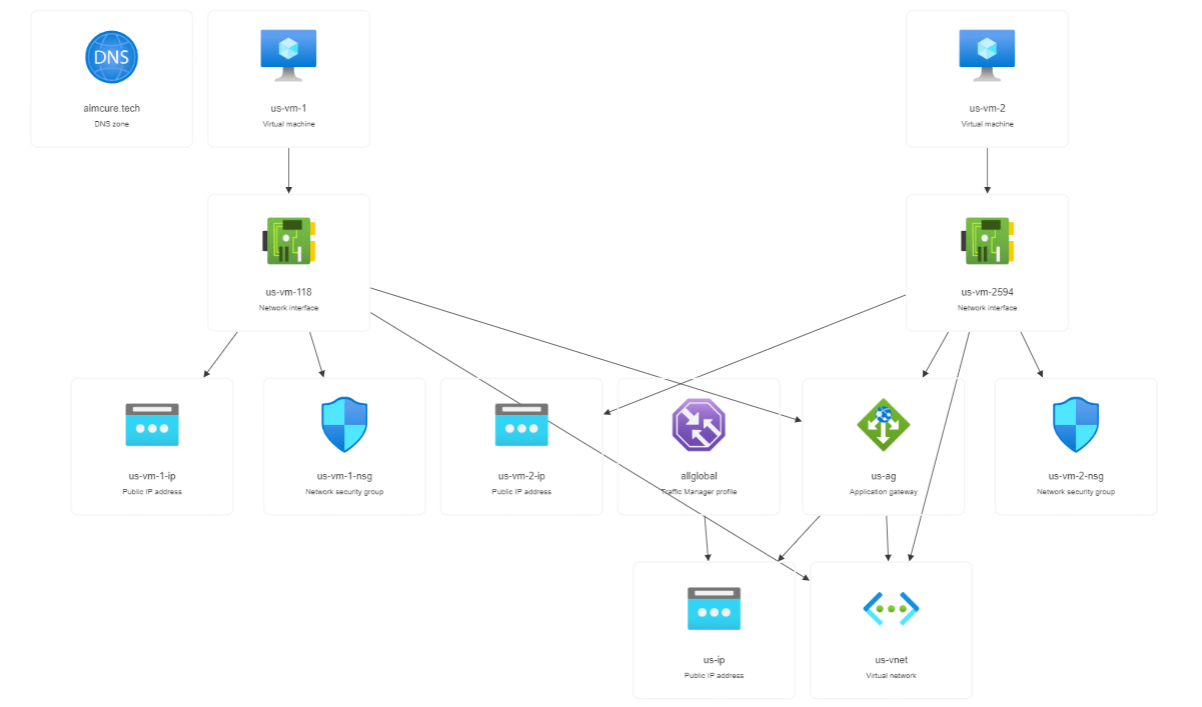 DNS
aimcure.tech
DNS zone
us-vm-1
Virtual machine
us-vm-2
Virtual machine
us-vm-118
Network interface
us-vm-2594
Network interface
us-vm-1-ip
Public IP address
us-vm-1-nsg
Network security group
us-vm-2-ip
Public IP address
allglobal
Traffic Manager profile
us-ag
Application gateway
us-vm-2-nsg
Network security group
us-ip
Public IP address
us-vnet
Virtual network